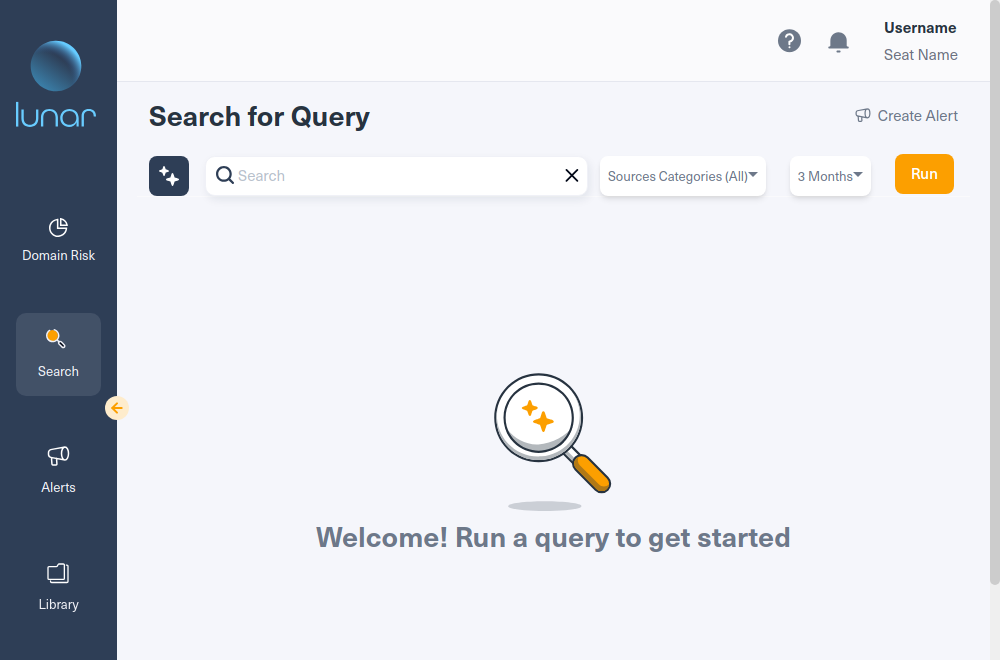 lunar
Username
Seat Name
Search for Query
Create Alert
Search
Sources Categories (All)
3 Months
Run
Domain Risk
Search
Alerts
Library
Welcome! Run a query to get started